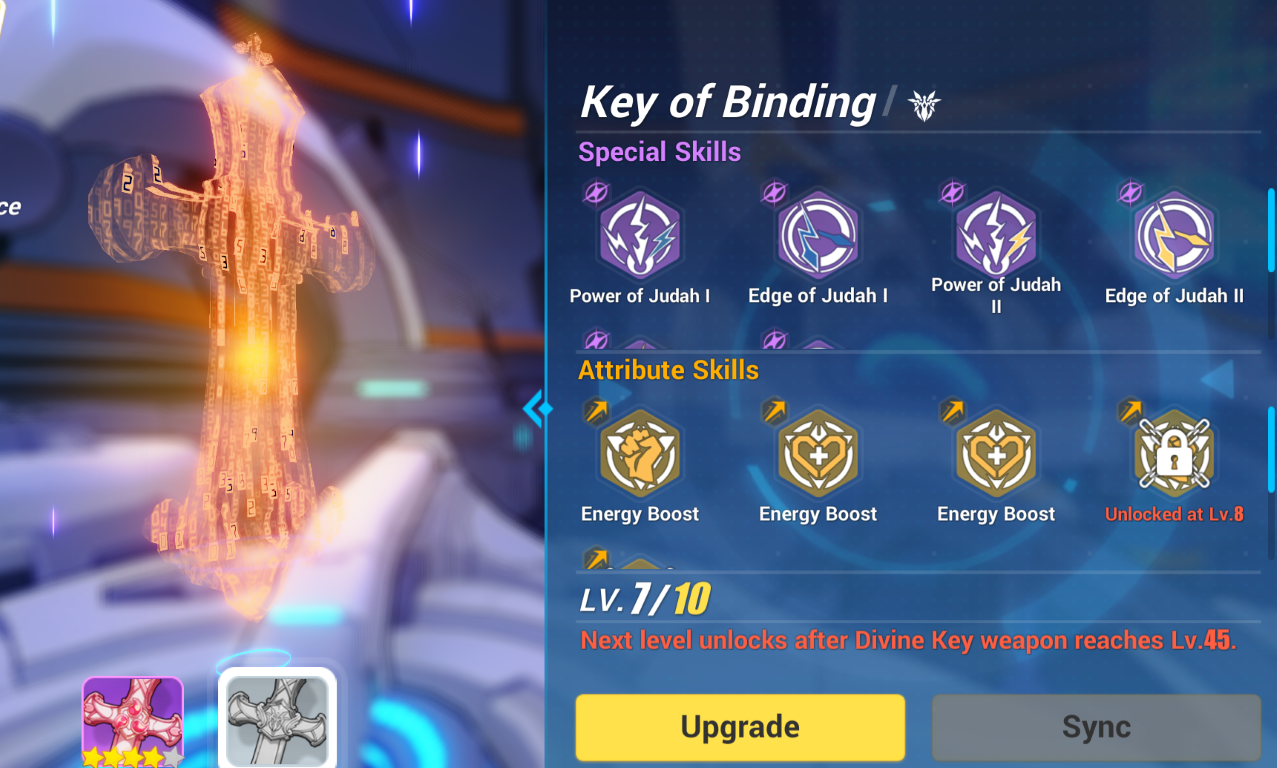 Key of Binding /
Special Skills
ce
Power of Judah I
Edge of Judah I
Power of Judah
II
Edge of Judah II
Attribute Skills
Energy Boost
Energy Boost
Energy Boost
Unlocked at Lv.8
LV. 7/10
Next level unlocks after Divine Key weapon reaches Lv.45.
Upgrade
Sync